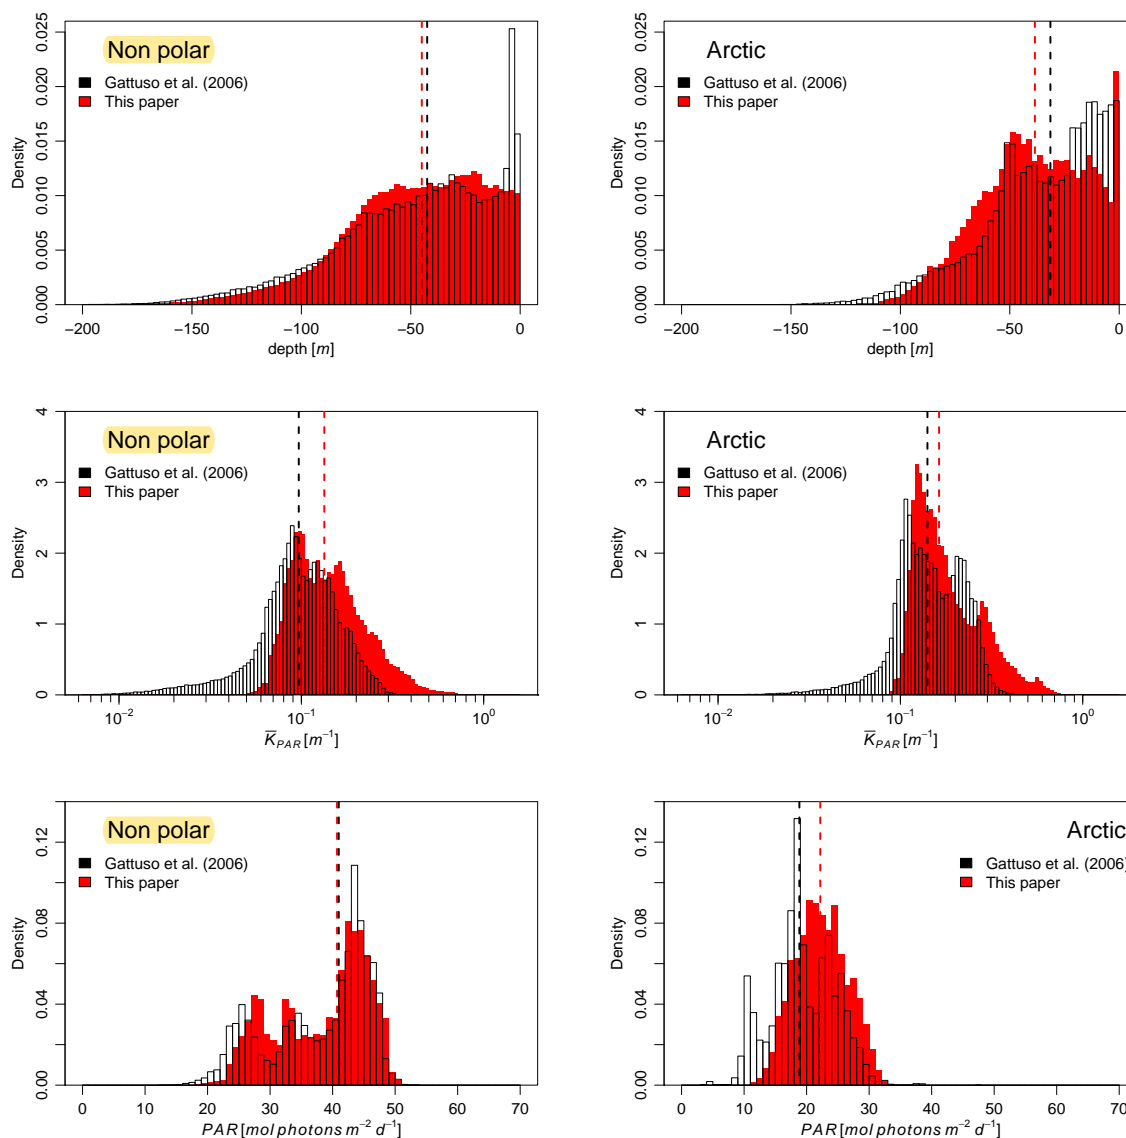 Non polar
Gattuso et al. (2006)
This paper
Density
0.000 0.005 0.010 0.015 0.020 0.025
−200 −150 −100 −50 0
depth [m]
Arctic
Gattuso et al. (2006)
This paper
Density
0.000 0.005 0.010 0.015 0.020 0.025
−200 −150 −100 −50 0
depth [m]
Non polar
Gattuso et al. (2006)
This paper
Density
0 1 2 3 4
10⁻² 10⁻¹ 10⁰
K̅_PAR [m⁻¹]
Arctic
Gattuso et al. (2006)
This paper
Density
0 1 2 3 4
10⁻² 10⁻¹ 10⁰
K̅_PAR [m⁻¹]
Non polar
Gattuso et al. (2006)
This paper
Density
0.00 0.04 0.08 0.12
0 10 20 30 40 50 60 70
PAR [mol photons m⁻² d⁻¹]
Arctic
Gattuso et al. (2006)
This paper
Density
0.00 0.04 0.08 0.12
0 10 20 30 40 50 60 70
PAR [mol photons m⁻² d⁻¹]